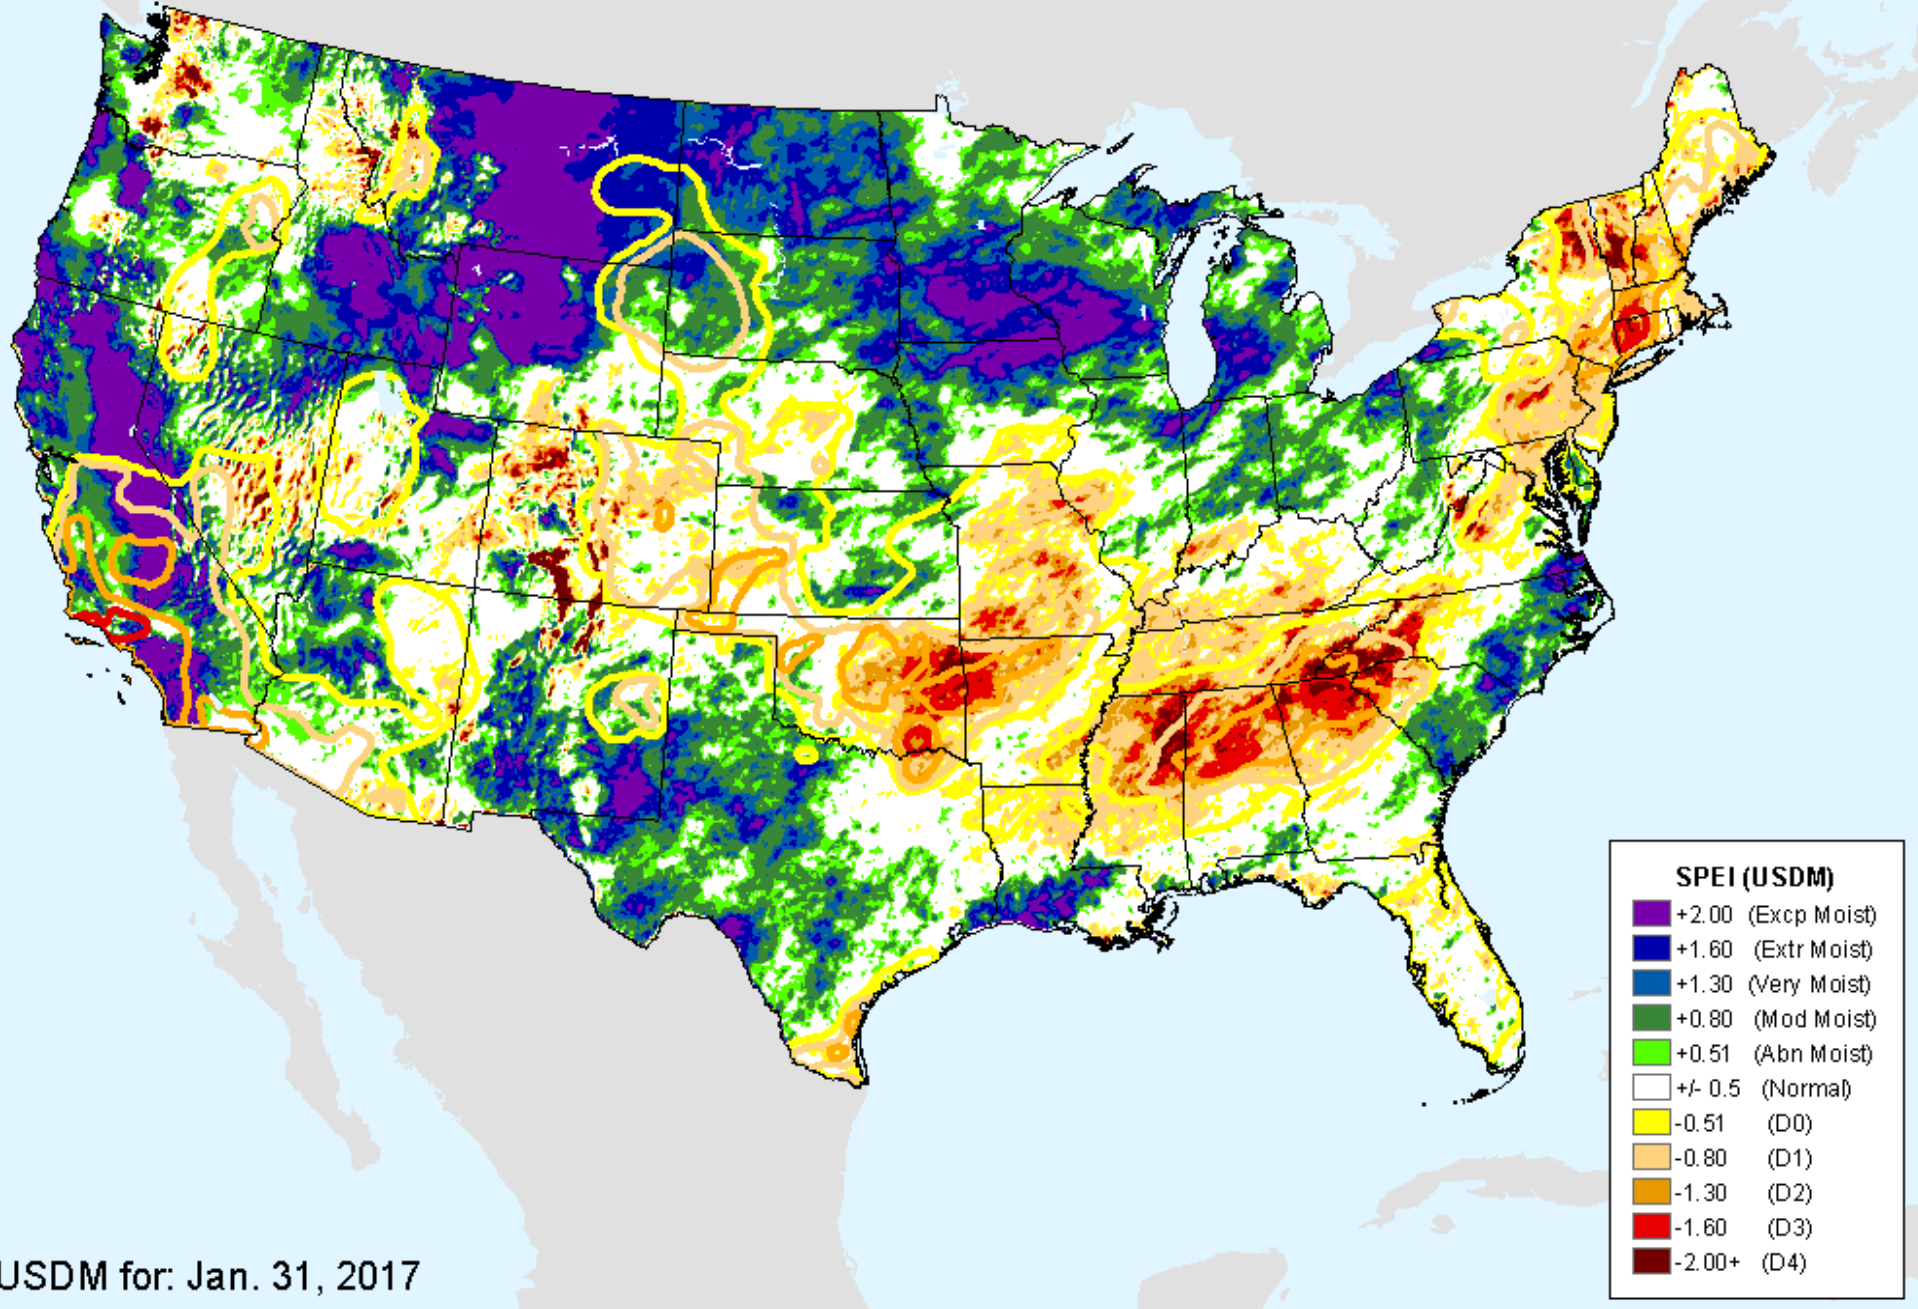 SPEI (USDM)
+2.00 (Excp Moist)
+1.60 (Extr Moist)
+1.30 (Very Moist)
+0.80 (Mod Moist)
+0.51 (Abn Moist)
+/- 0.5 (Normal)
-0.51 (D0)
-0.80 (D1)
-1.30 (D2)
-1.60 (D3)
-2.00+ (D4)
USDM for: Jan. 31, 2017